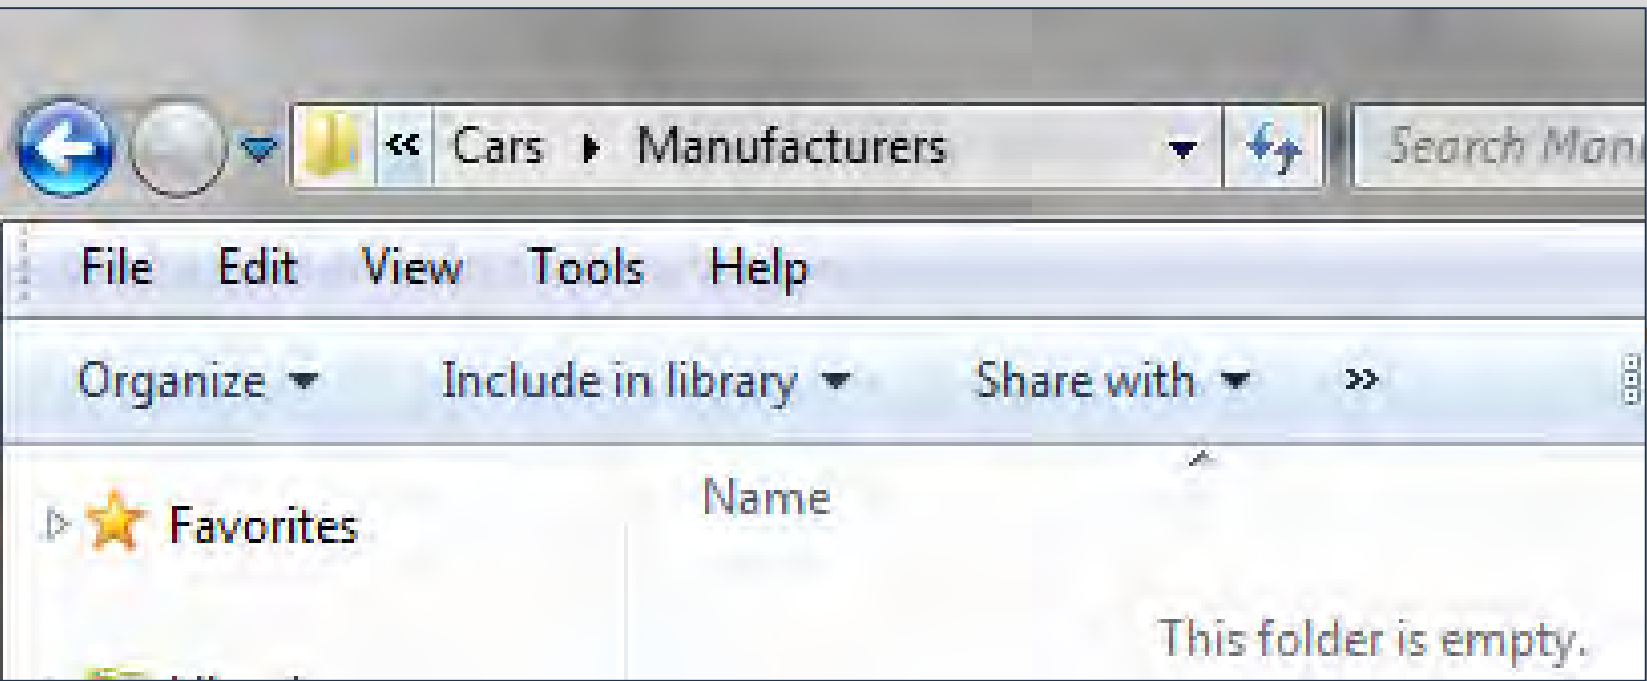 « Cars ▸ Manufacturers Search Man
File Edit View Tools Help
Organize Include in library Share with »
Name
Favorites
This folder is empty.